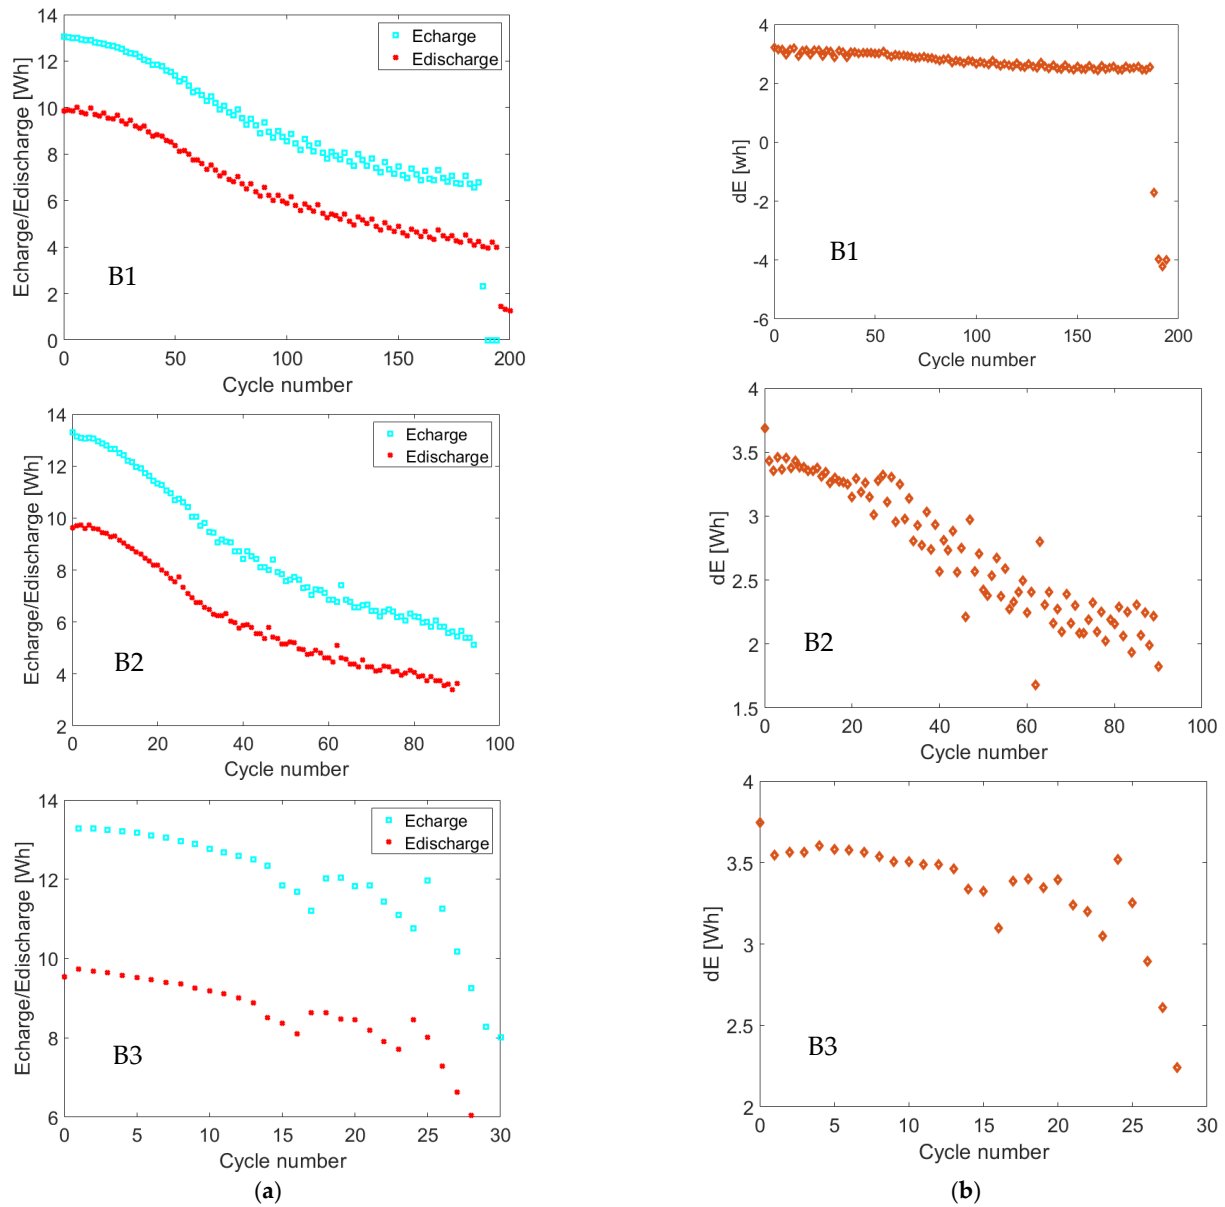 14
12
10
8
6
4
2
0
Echarge/Edischarge [Wh]
Echarge
Edischarge
B1
0 50 100 150 200
Cycle number
4
2
0
-2
-4
-6
dE [wh]
B1
0 50 100 150 200
Cycle number
14
12
10
8
6
4
2
Echarge/Edischarge [Wh]
Echarge
Edischarge
B2
0 20 40 60 80 100
Cycle number
4
3.5
3
2.5
2
1.5
dE [Wh]
B2
0 20 40 60 80 100
Cycle number
14
12
10
8
6
Echarge/Edischarge [Wh]
Echarge
Edischarge
B3
0 5 10 15 20 25 30
Cycle number
4
3.5
3
2.5
2
dE [Wh]
B3
0 5 10 15 20 25 30
Cycle number
(a) (b)